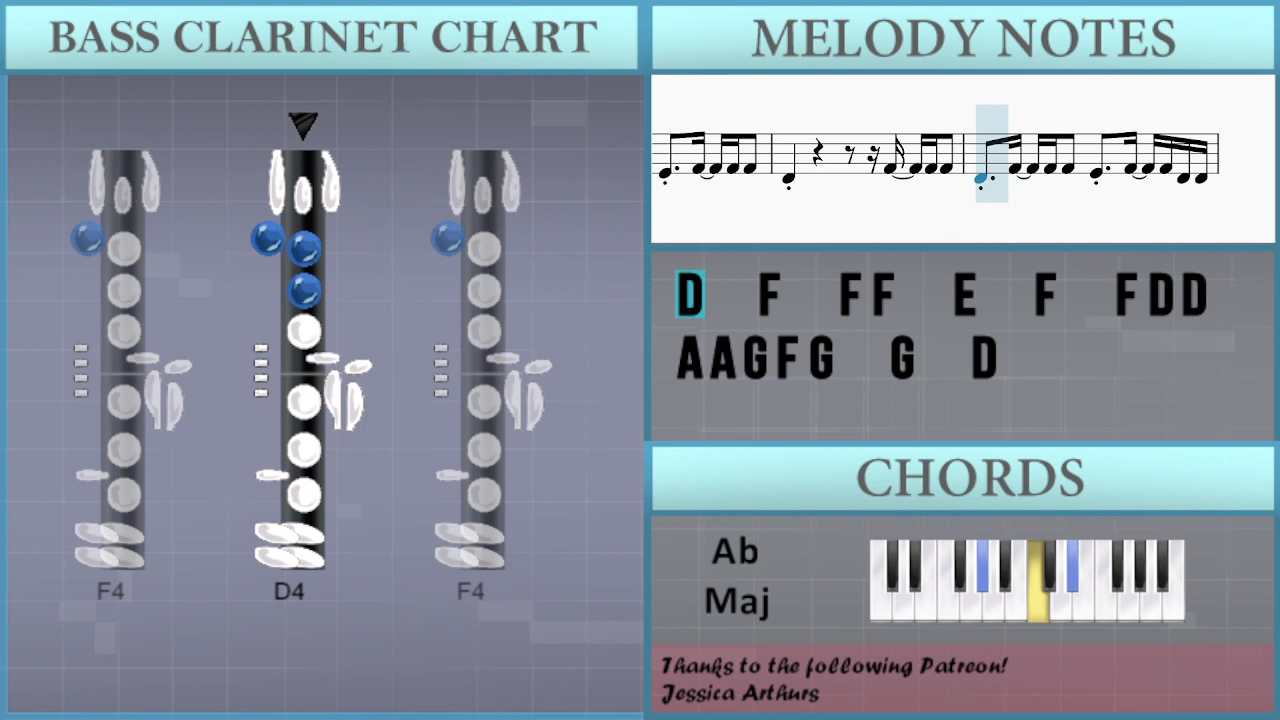 BASS CLARINET CHART
F4
D4
F4
MELODY NOTES
D F FF E F FDD
AAGFG G D
CHORDS
Ab
Maj
Thanks to the following Patreon!
Jessica Arthurs